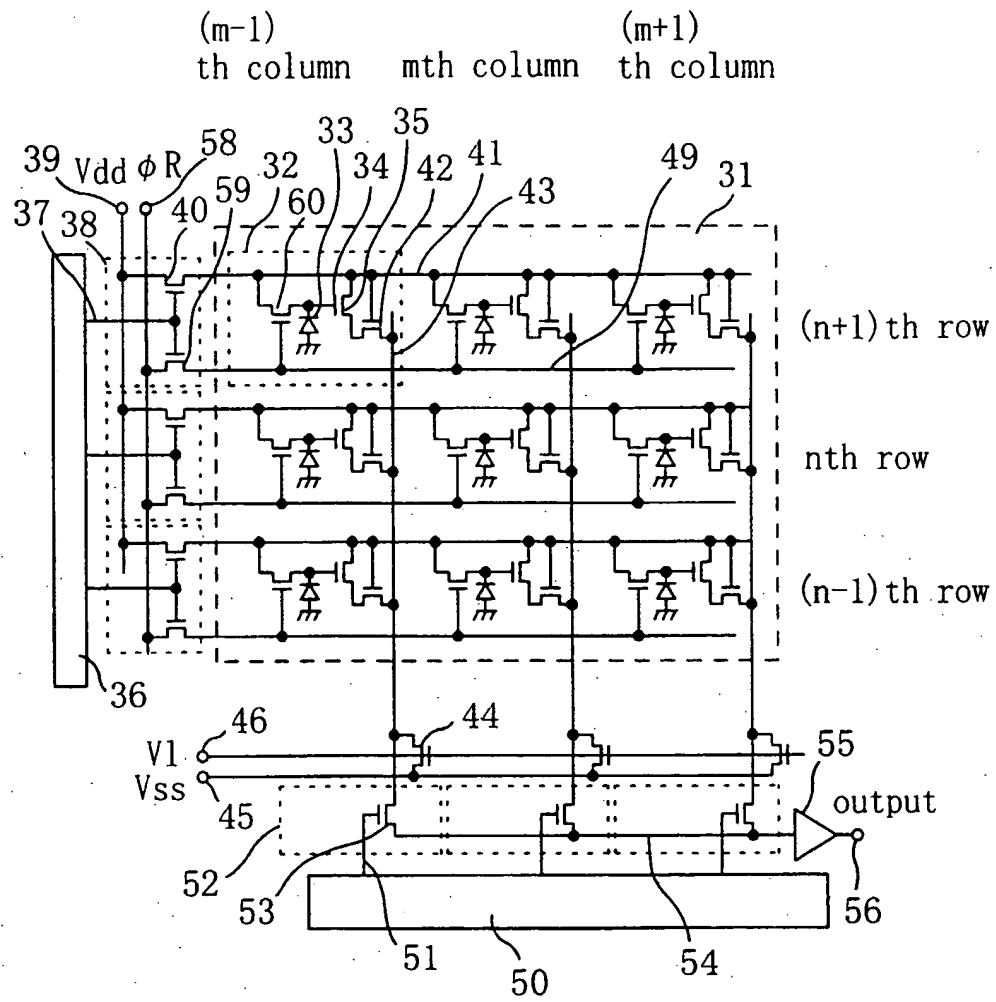 (m-1)
th column
mth column
(m+1)
th column
39
Vdd
φR
58
33
35
41
32
34
42
49
31
37
59
60
43
38
40
(n+1)th row
nth row
(n-1)th row
36
46
44
Vl
Vss
55
45
output
52
53
51
50
54
56